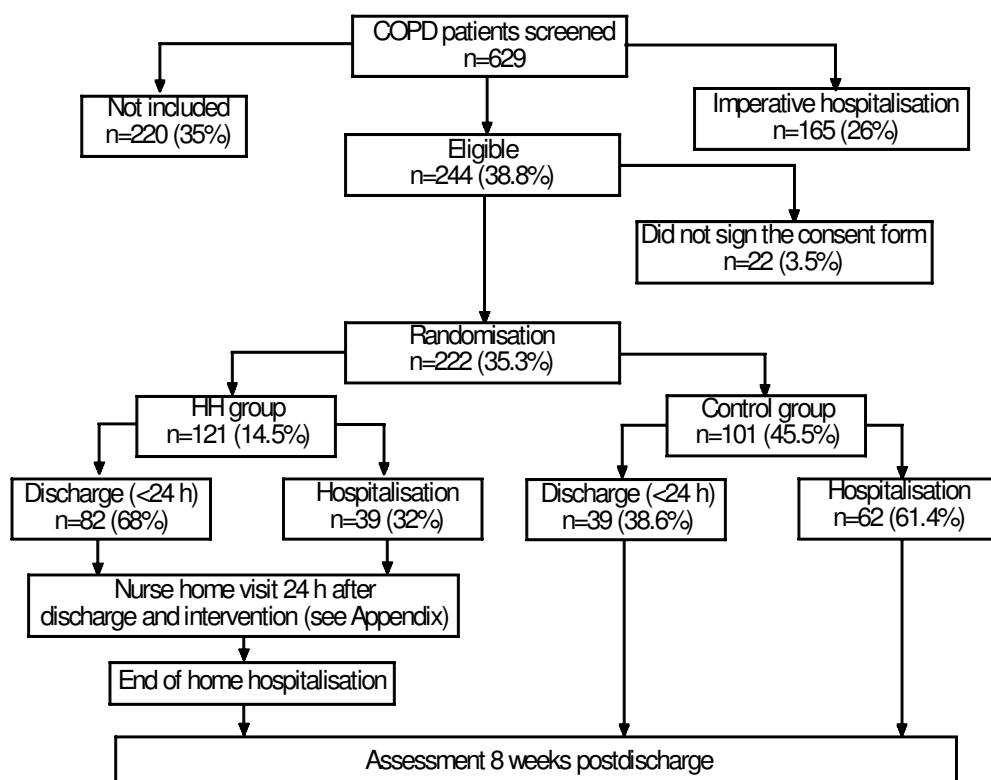 COPD patients screened
n=629
Not included
n=220 (35%)
Imperative hospitalisation
n=165 (26%)
Eligible
n=244 (38.8%)
Did not sign the consent form
n=22 (3.5%)
Randomisation
n=222 (35.3%)
HH group
n=121 (14.5%)
Control group
n=101 (45.5%)
Discharge (<24 h)
n=82 (68%)
Hospitalisation
n=39 (32%)
Discharge (<24 h)
n=39 (38.6%)
Hospitalisation
n=62 (61.4%)
Nurse home visit 24 h after
discharge and intervention (see Appendix)
End of home hospitalisation
Assessment 8 weeks postdischarge